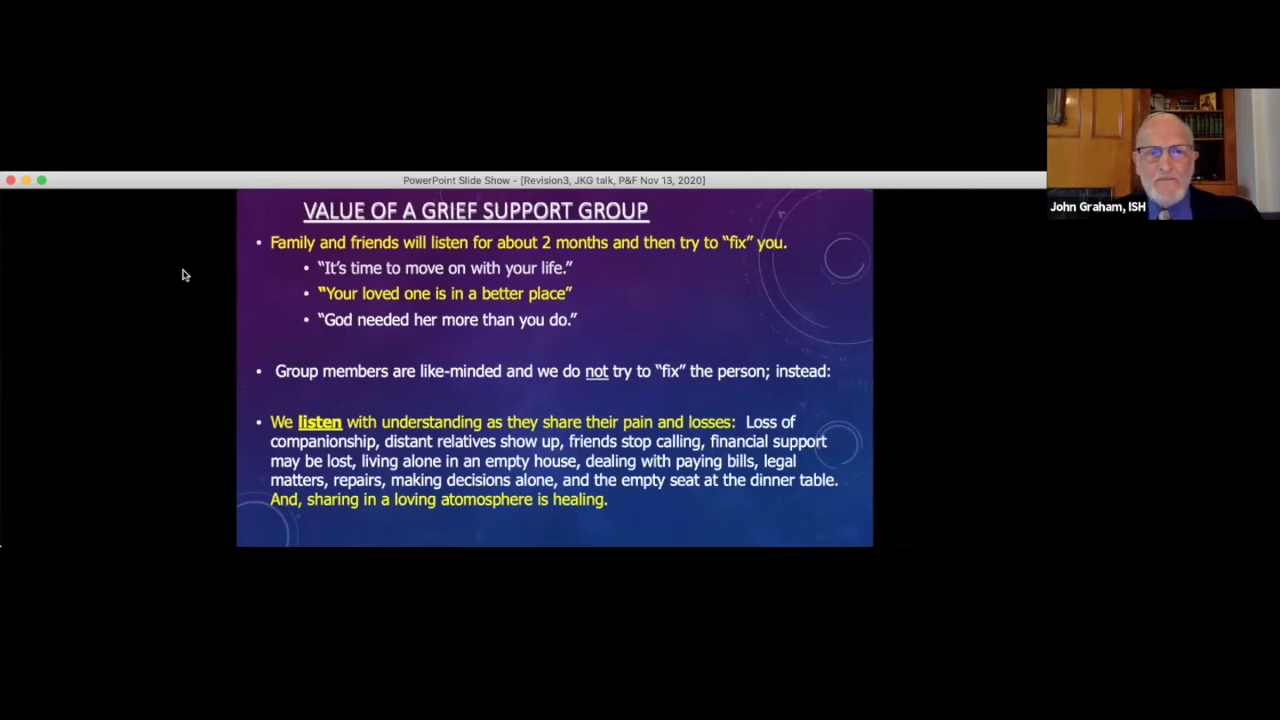 PowerPoint Slide Show - [Revision3, JKG talk, P&F Nov 13, 2020]
John Graham, ISH
VALUE OF A GRIEF SUPPORT GROUP
• Family and friends will listen for about 2 months and then try to “fix” you.
• “It’s time to move on with your life.”
• “Your loved one is in a better place”
• “God needed her more than you do.”
• Group members are like-minded and we do not try to “fix” the person; instead:
• We listen with understanding as they share their pain and losses: Loss of
companionship, distant relatives show up, friends stop calling, financial support
may be lost, living alone in an empty house, dealing with paying bills, legal
matters, repairs, making decisions alone, and the empty seat at the dinner table.
And, sharing in a loving atomosphere is healing.